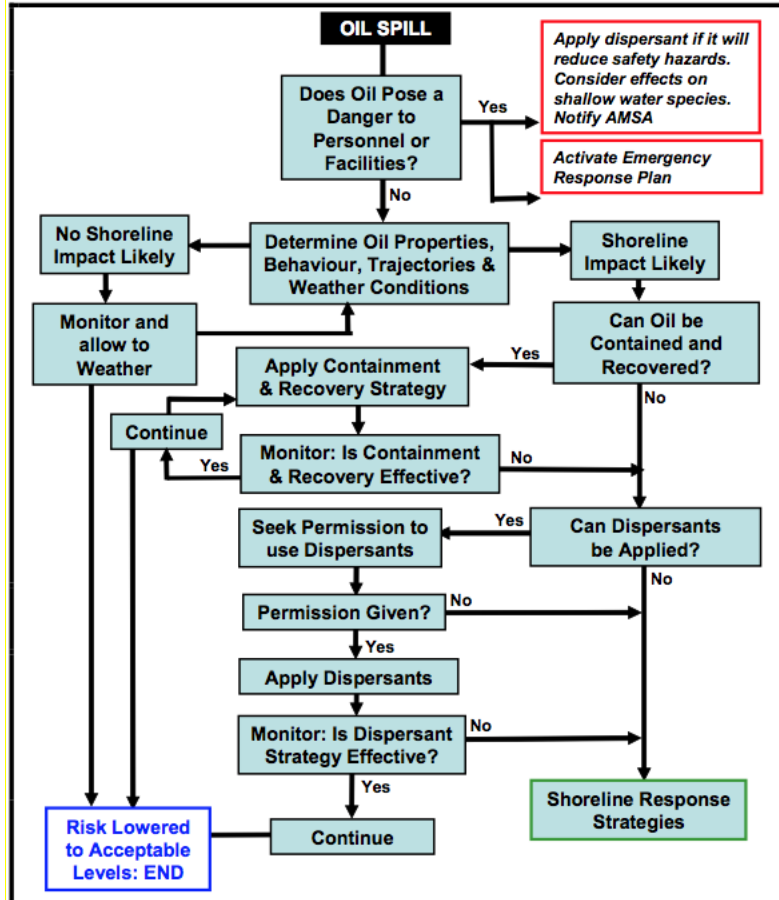 OIL SPILL
Apply dispersant if it will
reduce safety hazards.
Consider effects on
shallow water species.
Notify AMSA
Does Oil Pose a
Danger to
Personnel or
Facilities?
Yes
Activate Emergency
Response Plan
No
No Shoreline
Impact Likely
Determine Oil Properties,
Behaviour, Trajectories &
Weather Conditions
Shoreline
Impact Likely
Monitor and
allow to
Weather
Can Oil be
Contained and
Recovered?
Yes
Apply Containment
& Recovery Strategy
No
Continue
Yes
Monitor: Is Containment
& Recovery Effective?
No
Seek Permission to
use Dispersants
Yes
Can Dispersants
be Applied?
No
Permission Given?
No
Yes
Apply Dispersants
Monitor: Is Dispersant
Strategy Effective?
No
Yes
Shoreline Response
Strategies
Risk Lowered
to Acceptable
Levels: END
Continue